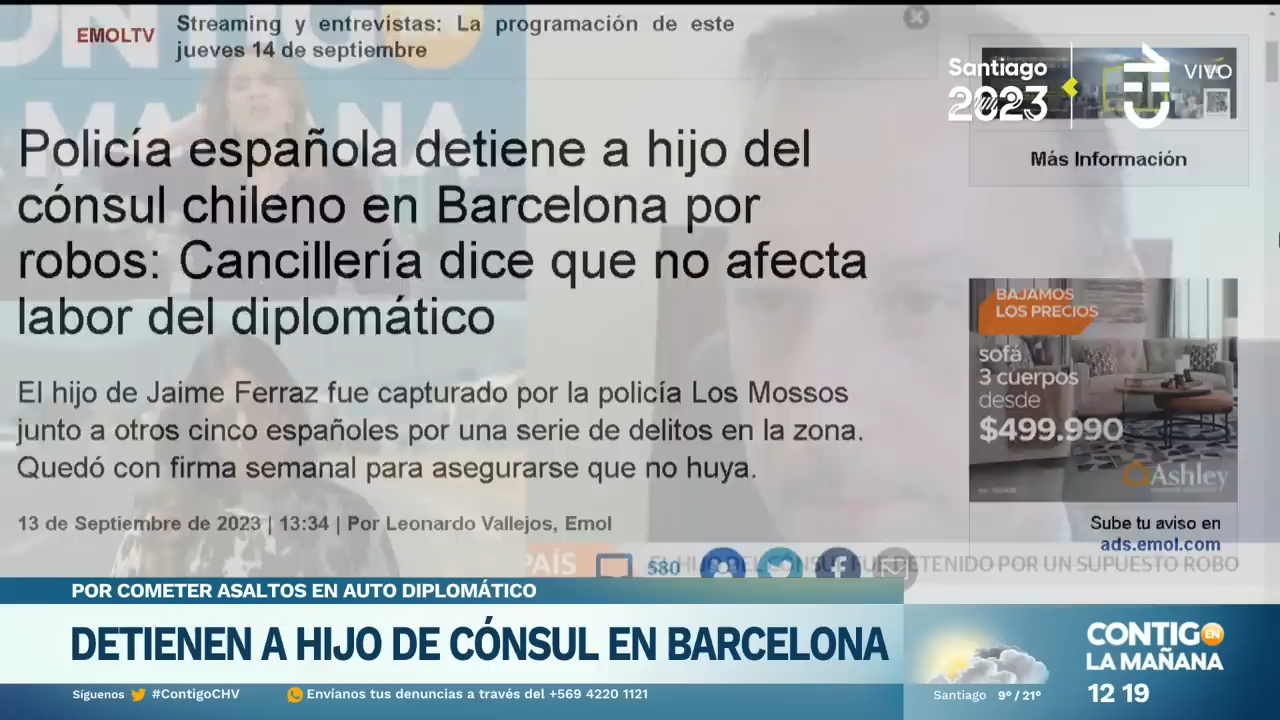 EMOLTV
Streaming y entrevistas: La programación de este
jueves 14 de septiembre
Santiago
2023
VIVO
Más Información
Policía española detiene a hijo del
cónsul chileno en Barcelona por
robos: Cancillería dice que no afecta
labor del diplomático
El hijo de Jaime Ferraz fue capturado por la policía Los Mossos
junto a otros cinco españoles por una serie de delitos en la zona.
Quedó con firma semanal para asegurarse que no huya.
13 de Septiembre de 2023 | 13:34 | Por Leonardo Vallejos, Emol
BAJAMOS
LOS PRECIOS
sofá
3 cuerpos
desde
$499.990
Ashley
Sube tu aviso en
ads.emol.com
PAÍS
580
EL HIJO DEL CÓNSUL FUE DETENIDO POR UN SUPUESTO ROBO
POR COMETER ASALTOS EN AUTO DIPLOMÁTICO
DETIENEN A HIJO DE CÓNSUL EN BARCELONA
Síguenos #ContigoCHV Envíanos tus denuncias a través del +569 4220 1121
Santiago 9° / 21°
CONTIGO EN
LA MAÑANA
12 19